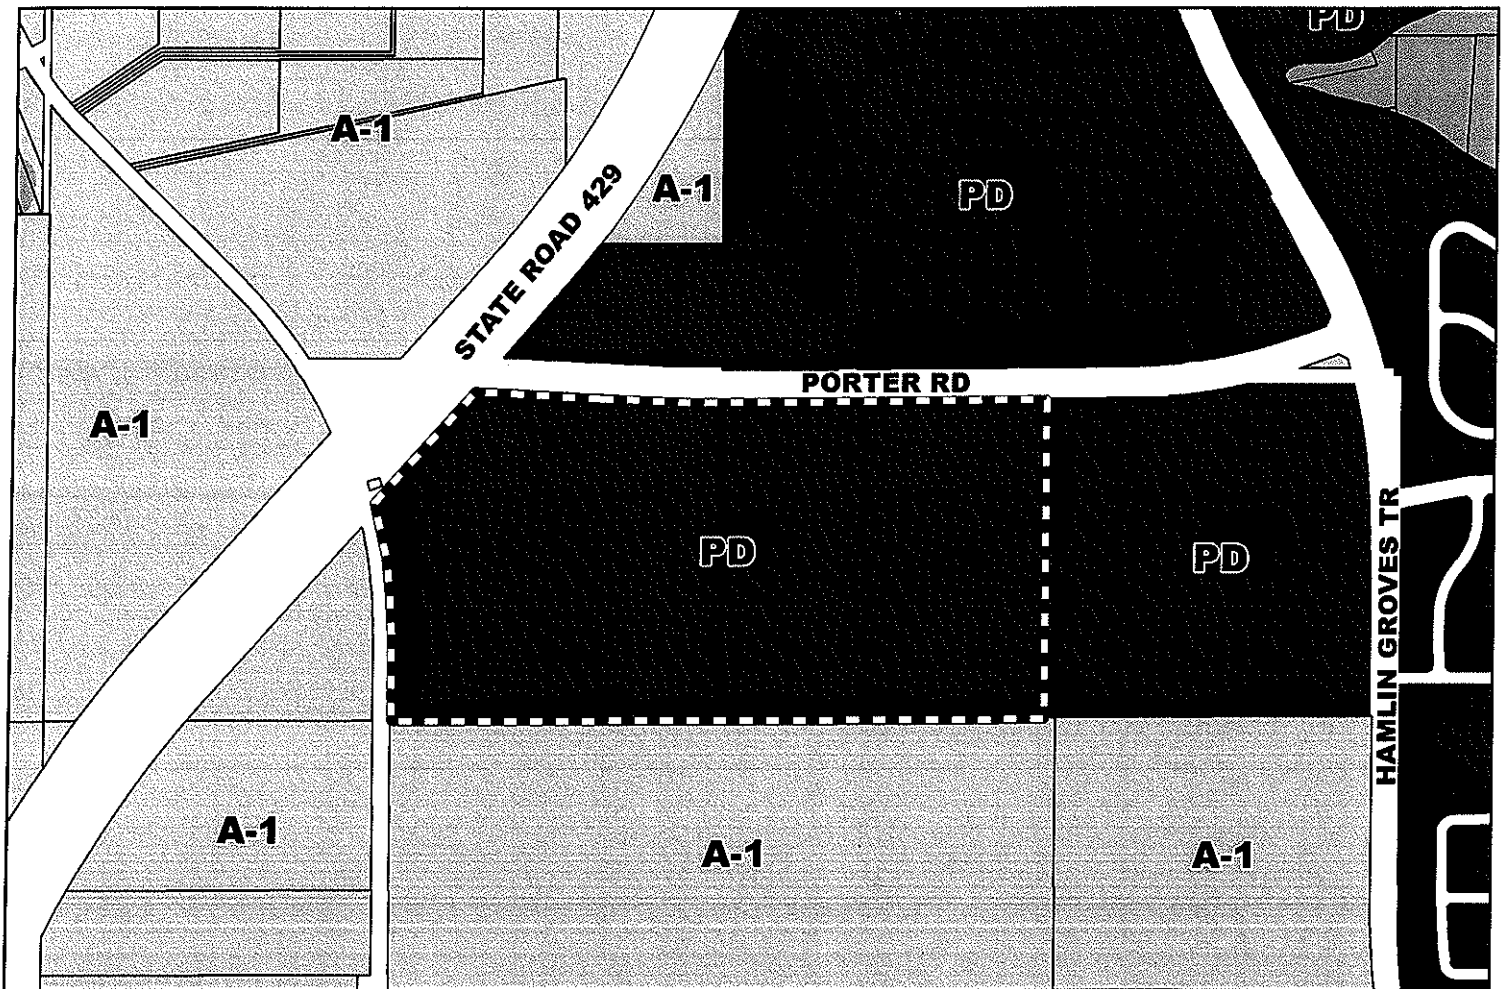 PD
A-1
A-1
PD
STATE ROAD 429
PORTER RD
A-1
PD
PD
HAMLIN GROVES TR
A-1
A-1
A-1